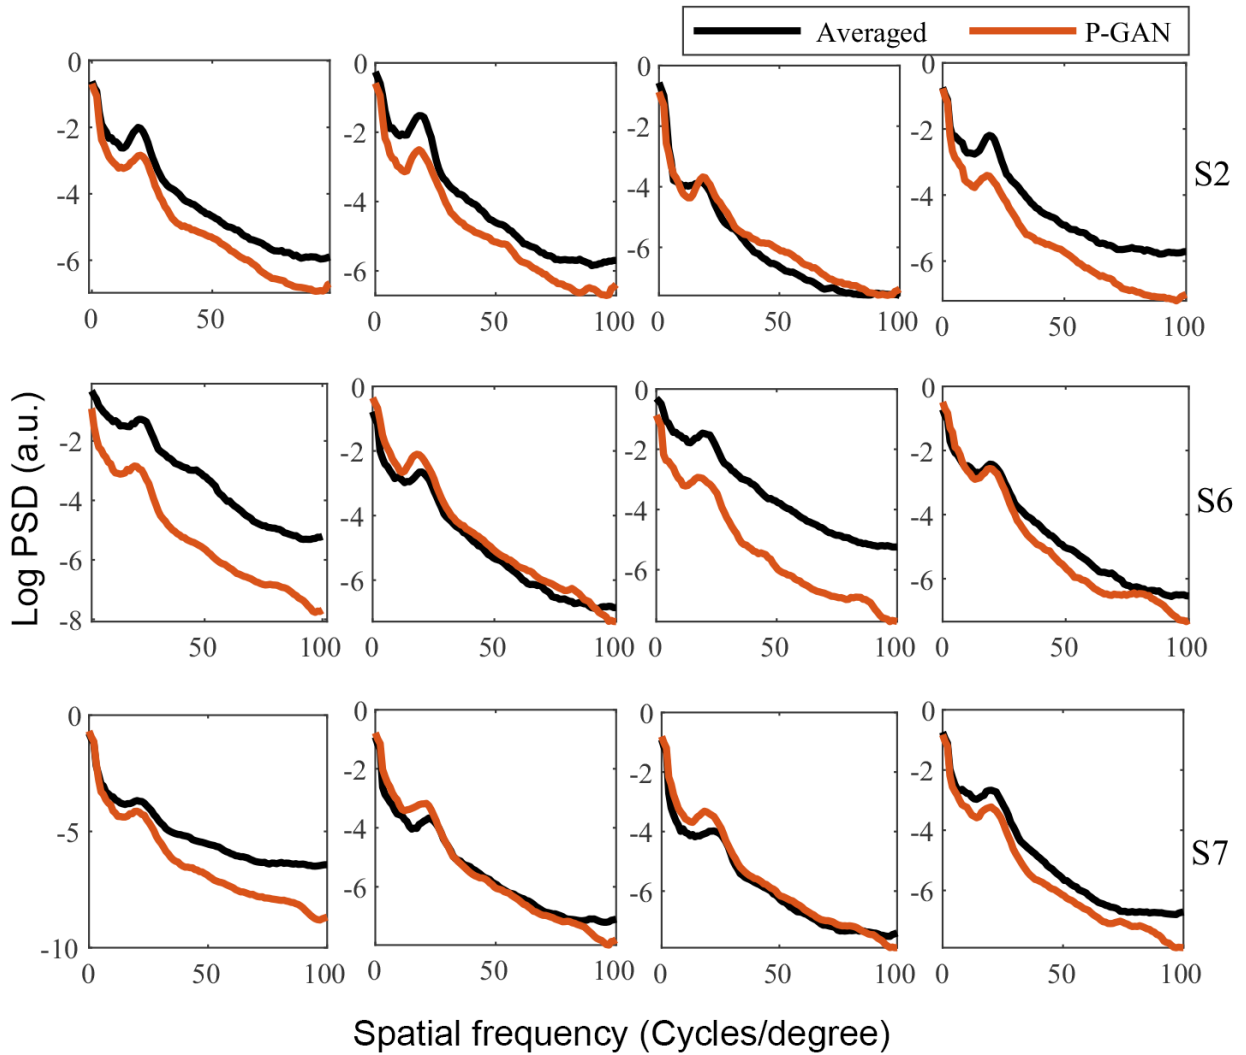 Averaged P-GAN
0 0 0 0
-2 -2 -2 -2
-4 -4 -4 -4
-6 -6 -6 -6
S2
0 50 0 50 100 0 50 100 0 50 100
0 0 0
-2 -2 -2 -2
-4 -4 -4 -4
-6 -6 -6 -6
-8
S6
50 100 0 50 100 0 50 100 0 50 100
0 0 0 0
-2 -2 -2
-5 -4 -4 -4
-6 -6 -6
-10
S7
0 50 100 0 50 100 0 50 100 0 50 100
Log PSD (a.u.)
Spatial frequency (Cycles/degree)